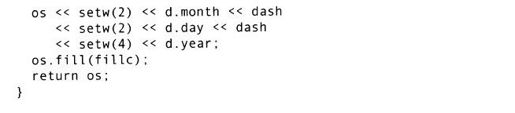 os << setw(2) << d.month << dash
<< setw(2) << d.day << dash
<< setw(4) << d.year;
os.fill(fillc);
return os;
}